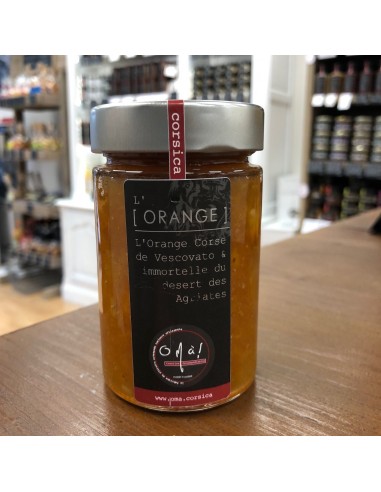 corsica
L'
[ORANGE]
L'Orange Corse
de Vescovato &
immortelle du
desert des
Agriates
Omà!
www.oma.corsica